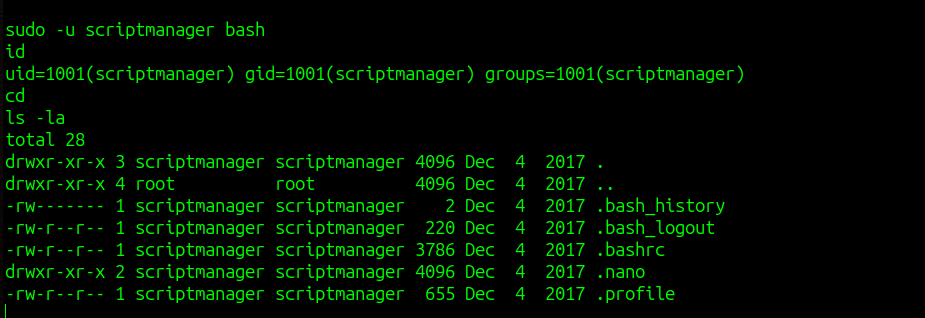 sudo -u scriptmanager bash
id
uid=1001(scriptmanager) gid=1001(scriptmanager) groups=1001(scriptmanager)
cd
ls -la
total 28
drwxr-xr-x 3 scriptmanager scriptmanager 4096 Dec  4  2017 .
drwxr-xr-x 4 root          root          4096 Dec  4  2017 ..
-rw------- 1 scriptmanager scriptmanager    2 Dec  4  2017 .bash_history
-rw-r--r-- 1 scriptmanager scriptmanager  220 Dec  4  2017 .bash_logout
-rw-r--r-- 1 scriptmanager scriptmanager 3786 Dec  4  2017 .bashrc
drwxr-xr-x 2 scriptmanager scriptmanager 4096 Dec  4  2017 .nano
-rw-r--r-- 1 scriptmanager scriptmanager  655 Dec  4  2017 .profile